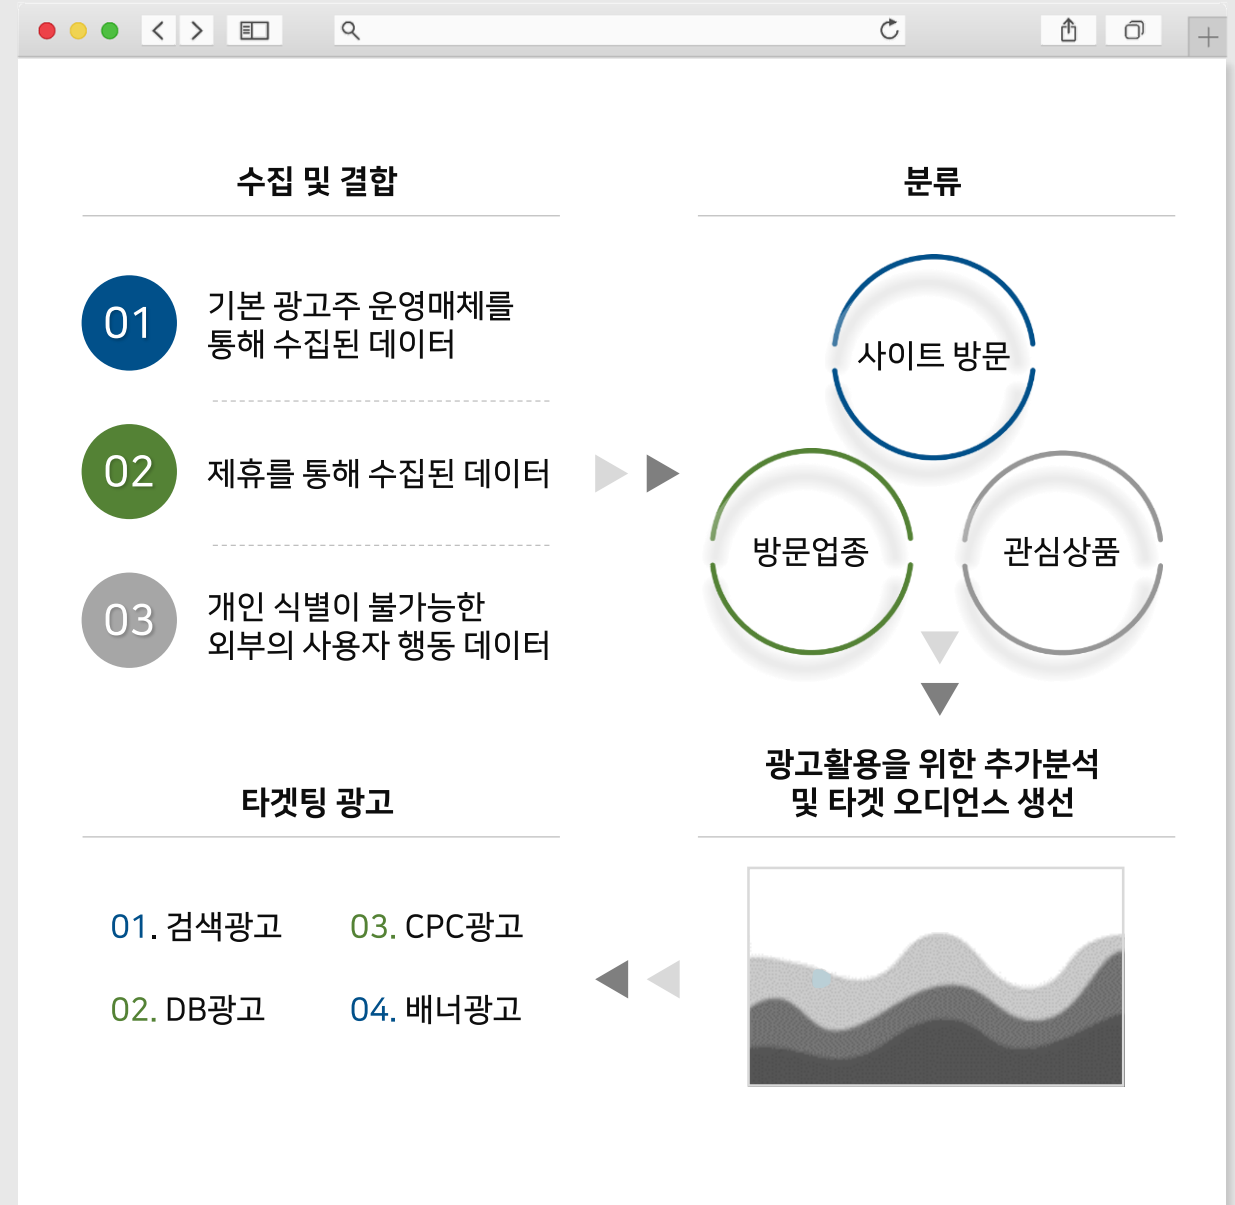 수집 및 결합
01
기본 광고주 운영매체를
통해 수집된 데이터
02
제휴를 통해 수집된 데이터
03
개인 식별이 불가능한
외부의 사용자 행동 데이터
분류
사이트 방문
방문업종
관심상품
광고활용을 위한 추가분석
및 타겟 오디언스 생선
타겟팅 광고
01. 검색광고
03. CPC광고
02. DB광고
04. 배너광고